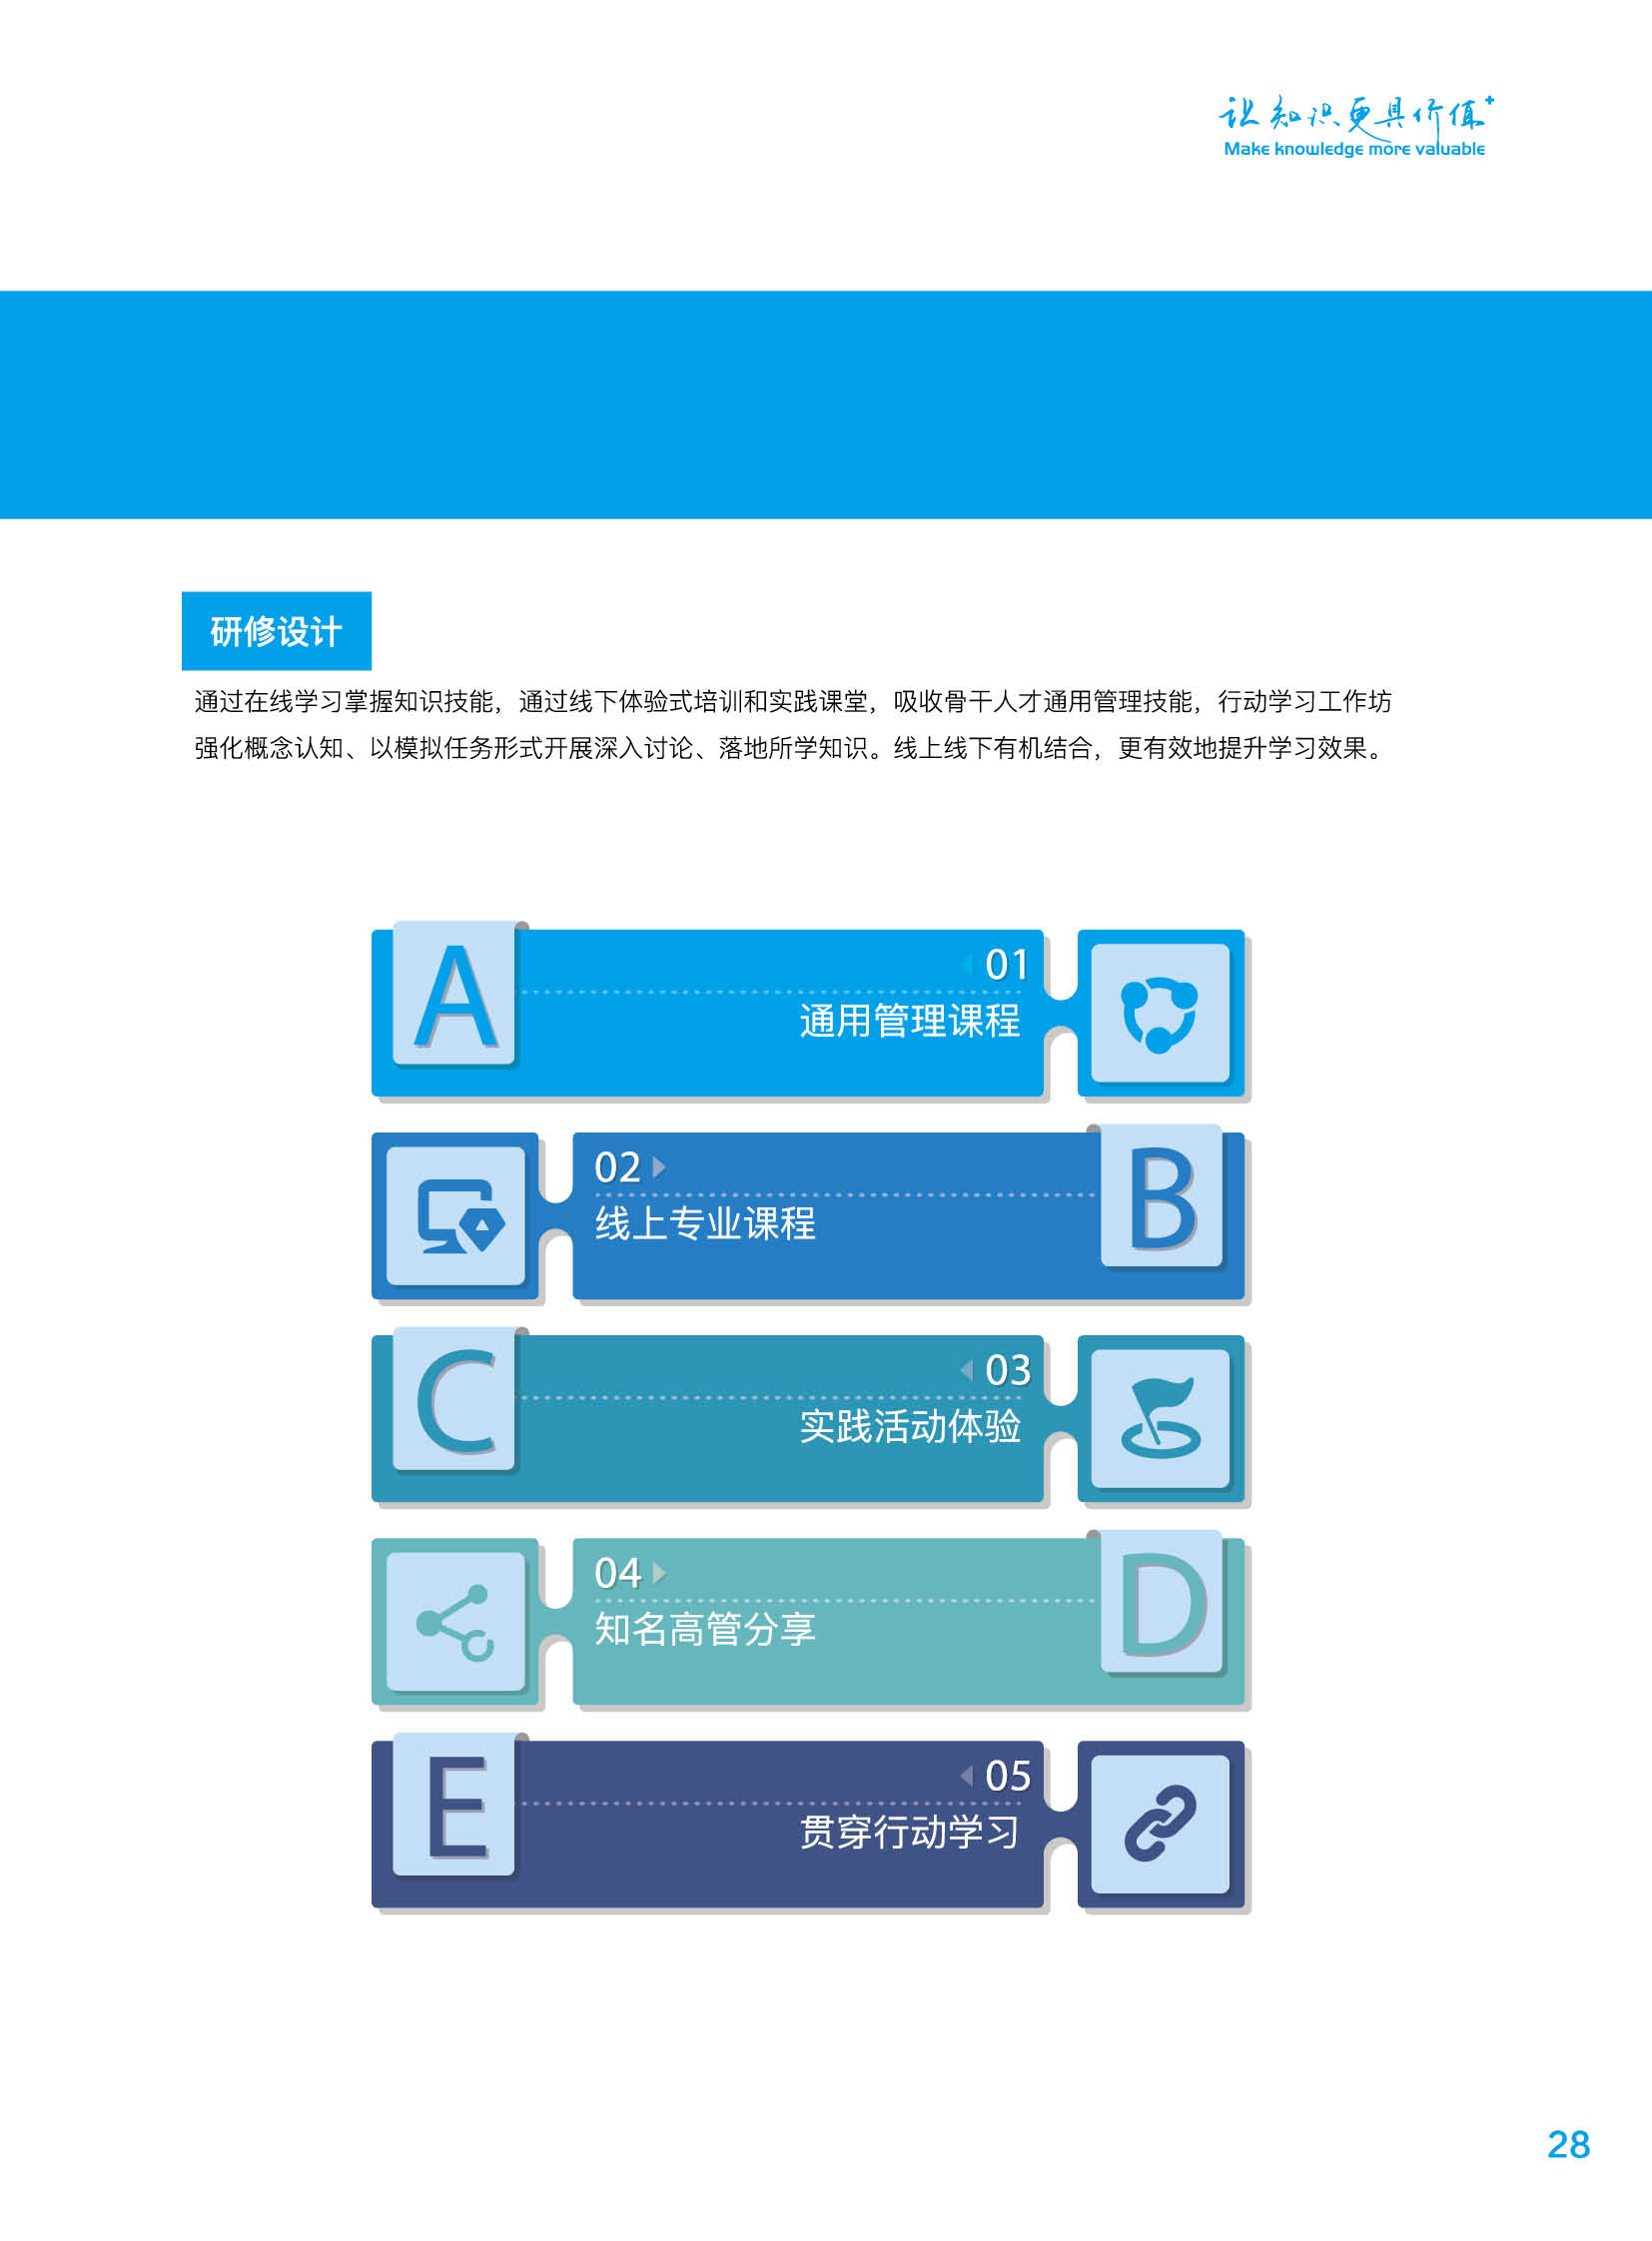 让知识更具价值+
Make knowledge more valuable
研修设计
通过在线学习掌握知识技能，通过线下体验式培训和实践课堂，吸收骨干人才通用管理技能，行动学习工作坊
强化概念认知、以模拟任务形式开展深入讨论、落地所学知识。线上线下有机结合，更有效地提升学习效果。
A
01
通用管理课程
02
线上专业课程
B
C
03
实践活动体验
04
知名高管分享
D
E
05
贯穿行动学习
28